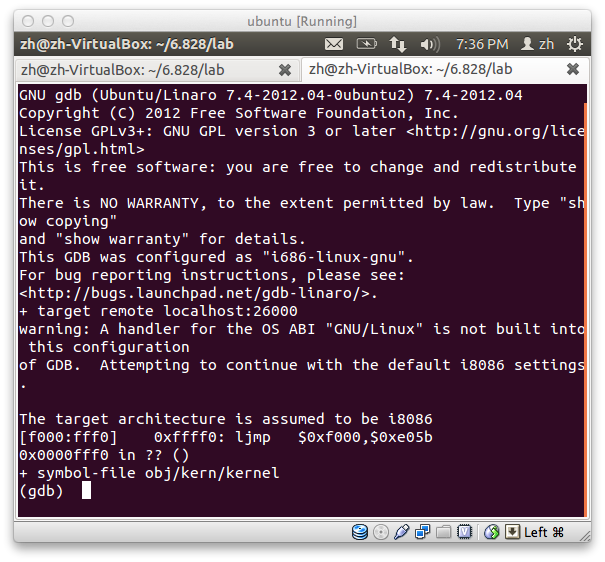 ubuntu [Running]
zh@zh-VirtualBox: ~/6.828/lab 7:36 PM zh
zh@zh-VirtualBox: ~/6.828/lab zh@zh-VirtualBox: ~/6.828/lab
GNU gdb (Ubuntu/Linaro 7.4-2012.04-0ubuntu2) 7.4-2012.04
Copyright (C) 2012 Free Software Foundation, Inc.
License GPLv3+: GNU GPL version 3 or later <http://gnu.org/lice
nses/gpl.html>
This is free software: you are free to change and redistribute
it.
There is NO WARRANTY, to the extent permitted by law.  Type "sh
ow copying"
and "show warranty" for details.
This GDB was configured as "i686-linux-gnu".
For bug reporting instructions, please see:
<http://bugs.launchpad.net/gdb-linaro/>.
+ target remote localhost:26000
warning: A handler for the OS ABI "GNU/Linux" is not built into
 this configuration
of GDB.  Attempting to continue with the default i8086 settings
.
The target architecture is assumed to be i8086
[f000:fff0]    0xffff0: ljmp   $0xf000,$0xe05b
0x0000fff0 in ?? ()
+ symbol-file obj/kern/kernel
(gdb)
Left ⌘